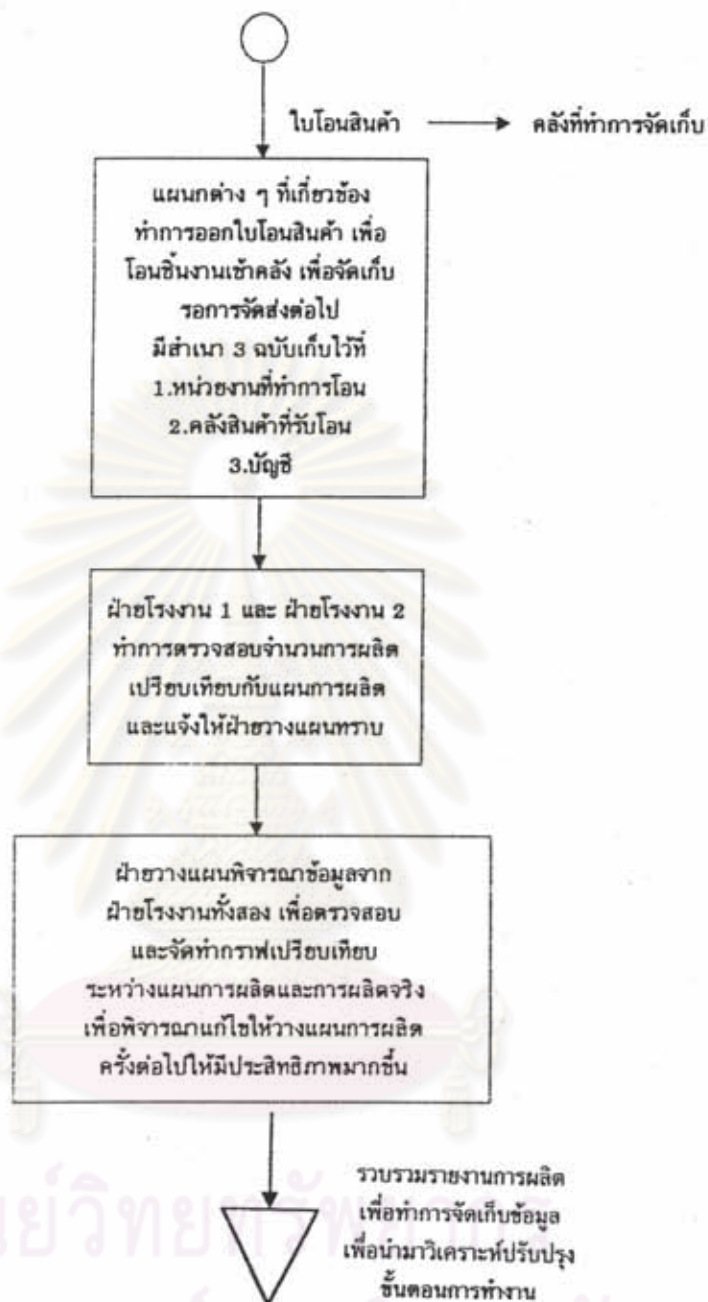 ใบโอนสินค้า
คลังที่ทำการจัดเก็บ
แผนกต่าง ๆ ที่เกี่ยวข้อง
ทำการออกใบโอนสินค้า เพื่อ
โอนชิ้นงานเข้าคลัง เพื่อจัดเก็บ
รอการจัดส่งต่อไป
มีสำเนา 3 ฉบับเก็บไว้ที่
1.หน่วยงานที่ทำการโอน
2.คลังสินค้าที่รับโอน
3.บัญชี
ฝ่ายโรงงาน 1 และ ฝ่ายโรงงาน 2
ทำการตรวจสอบจำนวนการผลิต
เปรียบเทียบกับแผนการผลิต
และแจ้งให้ฝ่ายวางแผนทราบ
ฝ่ายวางแผนพิจารณาข้อมูลจาก
ฝ่ายโรงงานทั้งสอง เพื่อตรวจสอบ
และจัดทำกราฟเปรียบเทียบ
ระหว่างแผนการผลิตและการผลิตจริง
เพื่อพิจารณาแก้ไขให้วางแผนการผลิต
ครั้งต่อไปให้มีประสิทธิภาพมากขึ้น
รวบรวมรายงานการผลิต
เพื่อทำการจัดเก็บข้อมูล
เพื่อนำมาวิเคราะห์ปรับปรุง
ขั้นตอนการทำงาน